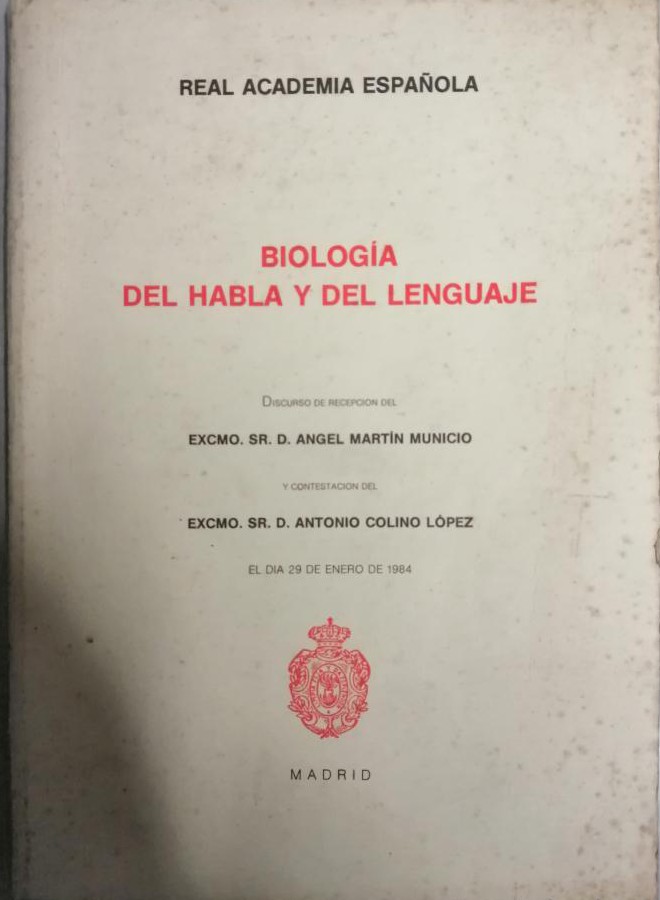 REAL ACADEMIA ESPAÑOLA
BIOLOGÍA
DEL HABLA Y DEL LENGUAJE
DISCURSO DE RECEPCION DEL
EXCMO. SR. D. ANGEL MARTÍN MUNICIO
Y CONTESTACION DEL
EXCMO. SR. D. ANTONIO COLINO LÓPEZ
EL DIA 29 DE ENERO DE 1984
MADRID